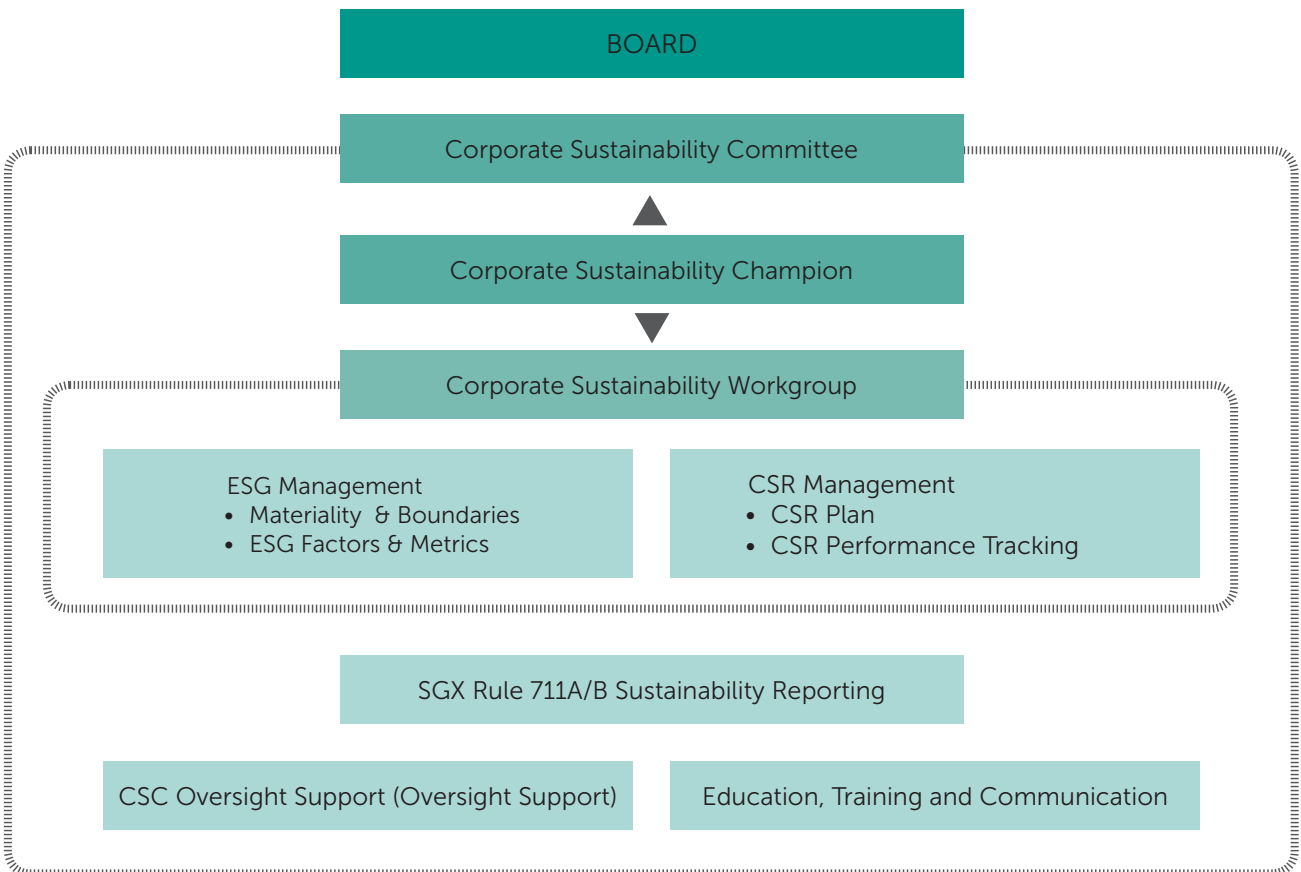 BOARD
Corporate Sustainability Committee
Corporate Sustainability Champion
Corporate Sustainability Workgroup
ESG Management
• Materiality & Boundaries
• ESG Factors & Metrics
CSR Management
• CSR Plan
• CSR Performance Tracking
SGX Rule 711A/B Sustainability Reporting
CSC Oversight Support (Oversight Support)
Education, Training and Communication